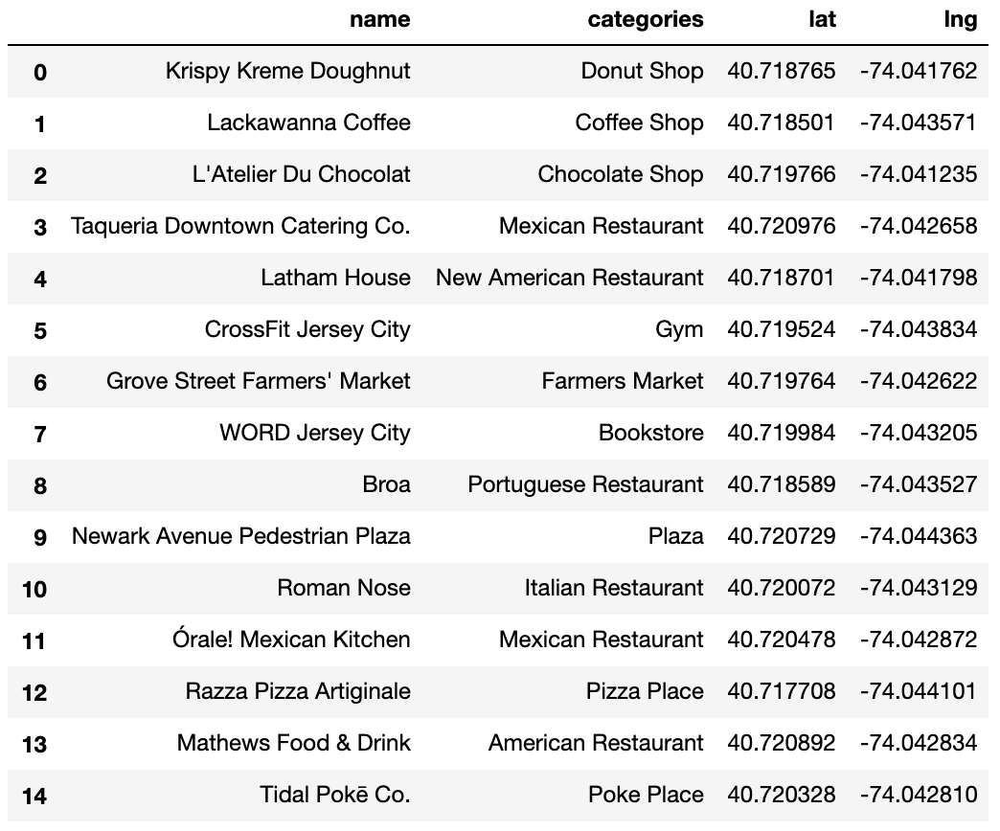 name categories lat lng
0 Krispy Kreme Doughnut Donut Shop 40.718765 -74.041762
1 Lackawanna Coffee Coffee Shop 40.718501 -74.043571
2 L'Atelier Du Chocolat Chocolate Shop 40.719766 -74.041235
3 Taqueria Downtown Catering Co. Mexican Restaurant 40.720976 -74.042658
4 Latham House New American Restaurant 40.718701 -74.041798
5 CrossFit Jersey City Gym 40.719524 -74.043834
6 Grove Street Farmers' Market Farmers Market 40.719764 -74.042622
7 WORD Jersey City Bookstore 40.719984 -74.043205
8 Broa Portuguese Restaurant 40.718589 -74.043527
9 Newark Avenue Pedestrian Plaza Plaza 40.720729 -74.044363
10 Roman Nose Italian Restaurant 40.720072 -74.043129
11 Órale! Mexican Kitchen Mexican Restaurant 40.720478 -74.042872
12 Razza Pizza Artiginale Pizza Place 40.717708 -74.044101
13 Mathews Food & Drink American Restaurant 40.720892 -74.042834
14 Tidal Pokē Co. Poke Place 40.720328 -74.042810